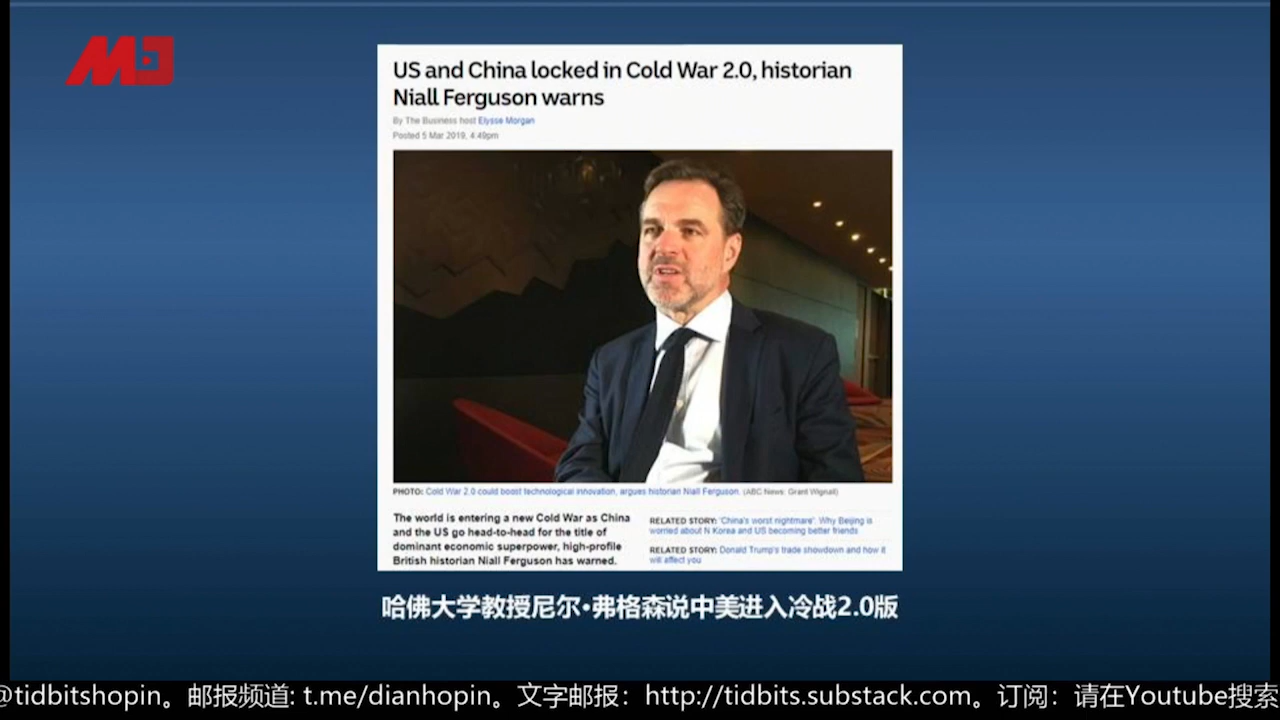 US and China locked in Cold War 2.0, historian
Niall Ferguson warns
By The Business host Elysse Morgan
Posted 5 Mar 2019, 4:49pm
PHOTO: Cold War 2.0 could boost technological innovation, argues historian Niall Ferguson. (ABC News: Grant Wignall)
The world is entering a new Cold War as China
and the US go head-to-head for the title of
dominant economic superpower, high-profile
British historian Niall Ferguson has warned.
RELATED STORY: 'China's worst nightmare': Why Beijing is
worried about N Korea and US becoming better friends
RELATED STORY: Donald Trump's trade showdown and how it
will affect you
哈佛大学教授尼尔·弗格森说中美进入冷战2.0版
@tidbitshopin。邮报频道: t.me/dianhopin。文字邮报：http://tidbits.substack.com。订阅：请在Youtube搜索